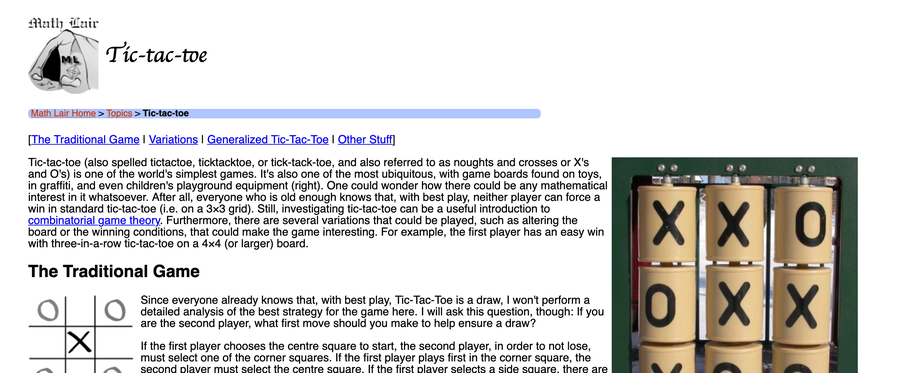 Math Lair
ML
Tic-tac-toe
Math Lair Home > Topics > Tic-tac-toe
[The Traditional Game | Variations | Generalized Tic-Tac-Toe | Other Stuff]
Tic-tac-toe (also spelled tictactoe, ticktacktoe, or tick-tack-toe, and also referred to as noughts and crosses or X's
and O's) is one of the world's simplest games. It's also one of the most ubiquitous, with game boards found on toys,
in graffiti, and even children's playground equipment (right). One could wonder how there could be any mathematical
interest in it whatsoever. After all, everyone who is old enough knows that, with best play, neither player can force a
win in standard tic-tac-toe (i.e. on a 3×3 grid). Still, investigating tic-tac-toe can be a useful introduction to
combinatorial game theory. Furthermore, there are several variations that could be played, such as altering the
board or the winning conditions, that could make the game interesting. For example, the first player has an easy win
with three-in-a-row tic-tac-toe on a 4×4 (or larger) board.
X X O
O X X
The Traditional Game
O O
X
Since everyone already knows that, with best play, Tic-Tac-Toe is a draw, I won't perform a
detailed analysis of the best strategy for the game here. I will ask this question, though: If you
are the second player, what first move should you make to help ensure a draw?
If the first player chooses the centre square to start, the second player, in order to not lose,
must select one of the corner squares. If the first player plays first in the corner square, the
second player must select the centre square. If the first player selects a side square, there are